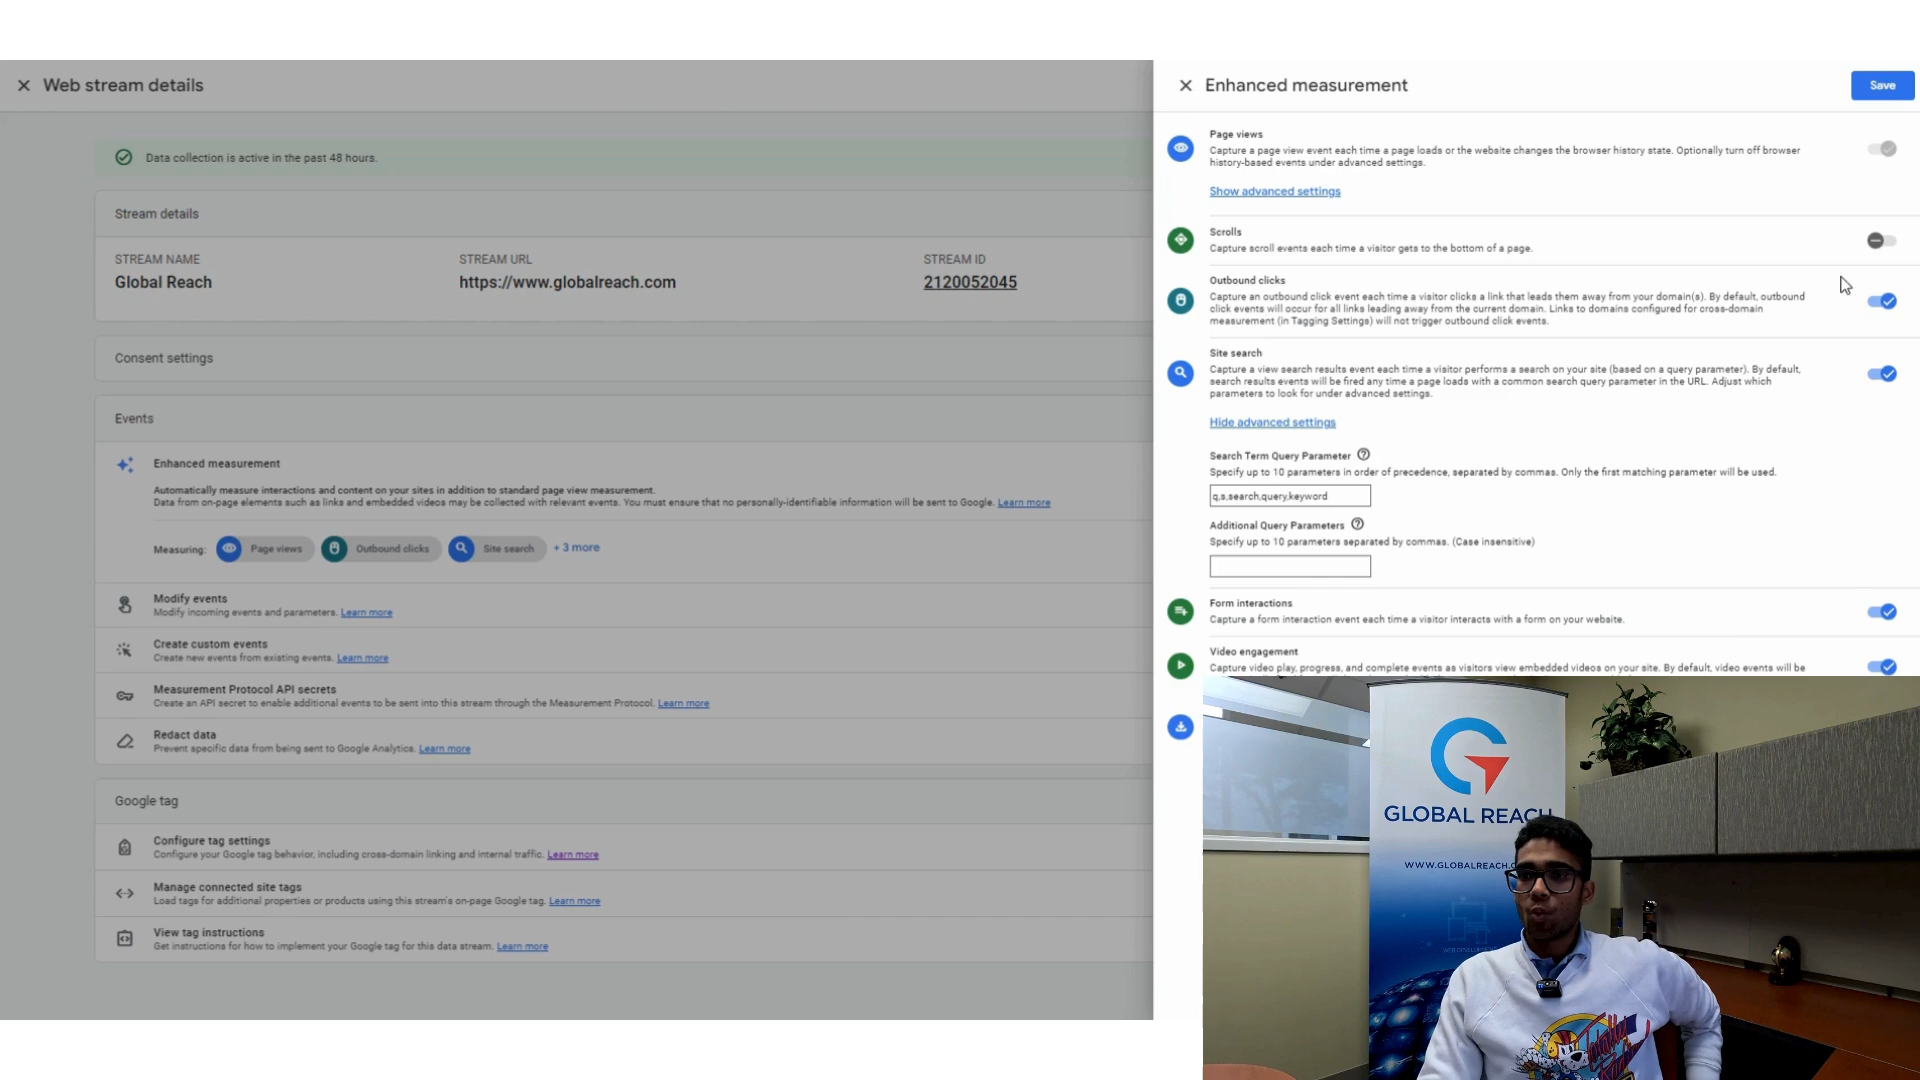 Web stream details
Data collection is active in the past 48 hours.
Stream details
STREAM NAME
Global Reach
STREAM URL
https://www.globalreach.com
STREAM ID
2120052045
Consent settings
Events
Enhanced measurement
Automatically measure interactions and content on your sites in addition to standard page view measurement.
Data from on-page elements such as links and embedded videos may be collected with relevant events. You must ensure that no personally-identifiable information will be sent to Google. Learn more
Measuring: Page views Outbound clicks Site search + 3 more
Modify events
Modify incoming events and parameters. Learn more
Create custom events
Create new events from existing events. Learn more
Measurement Protocol API secrets
Create an API secret to enable additional events to be sent into this stream through the Measurement Protocol. Learn more
Redact data
Prevent specific data from being sent to Google Analytics. Learn more
Google tag
Configure tag settings
Configure your Google tag behavior, including cross-domain linking and internal traffic. Learn more
Manage connected site tags
Load tags for additional properties or products using this stream's on-page Google tag. Learn more
View tag instructions
Get instructions for how to implement your Google tag for this data stream. Learn more
Enhanced measurement
Save
Page views
Capture a page view event each time a page loads or the website changes the browser history state. Optionally turn off browser
history-based events under advanced settings.
Show advanced settings
Scrolls
Capture scroll events each time a visitor gets to the bottom of a page.
Outbound clicks
Capture an outbound click event each time a visitor clicks a link that leads them away from your domain(s). By default, outbound
click events will occur for all links leading away from the current domain. Links to domains configured for cross-domain
measurement (in Tagging Settings) will not trigger outbound click events.
Site search
Capture a view search results event each time a visitor performs a search on your site (based on a query parameter). By default,
search results events will be fired any time a page loads with a common search query parameter in the URL. Adjust which
parameters to look for under advanced settings.
Hide advanced settings
Search Term Query Parameter
Specify up to 10 parameters in order of precedence, separated by commas. Only the first matching parameter will be used.
q,s,search,query,keyword
Additional Query Parameters
Specify up to 10 parameters separated by commas. (Case insensitive)
Form interactions
Capture a form interaction event each time a visitor interacts with a form on your website.
Video engagement
Capture video play, progress, and complete events as visitors view embedded videos on your site. By default, video events will be
GLOBAL REACH
WWW.GLOBALREACH.C